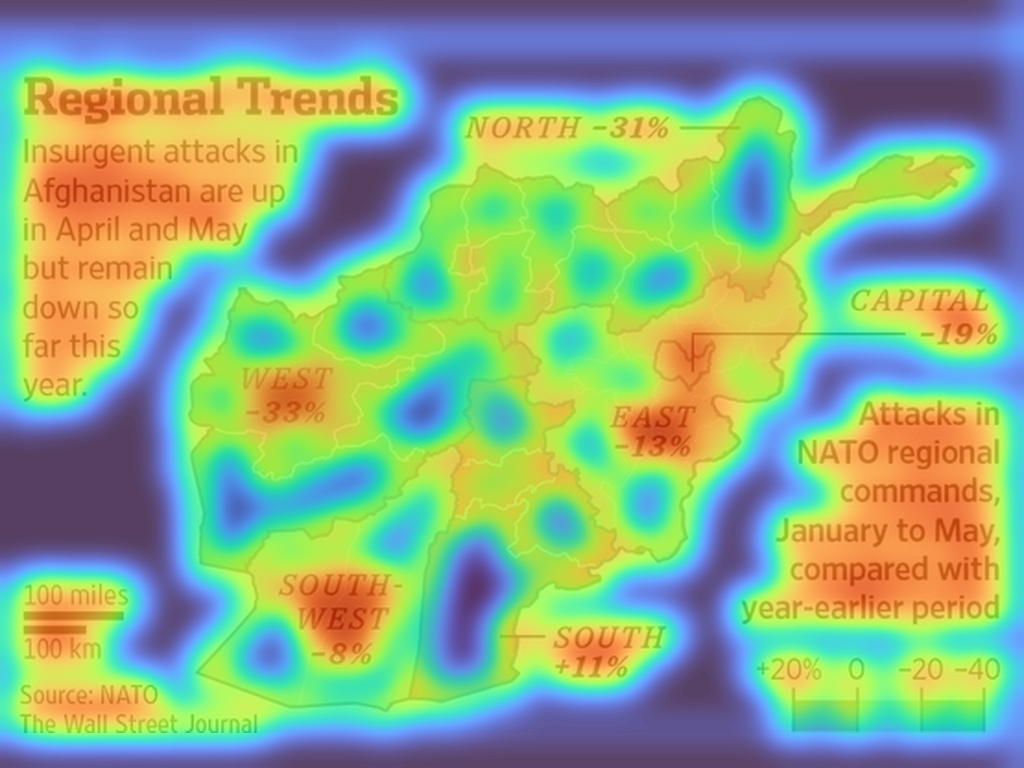 Regional Trends
Insurgent attacks in
Afghanistan are up
in April and May
but remain
down so
far this
year.
NORTH −31%
CAPITAL
−19%
WEST
−33%
EAST
−13%
Attacks in
NATO regional
commands,
January to May,
compared with
year-earlier period
SOUTH-
WEST
−8%
SOUTH
+11%
100 miles
100 km
+20% 0 −20 −40
Source: NATO
The Wall Street Journal